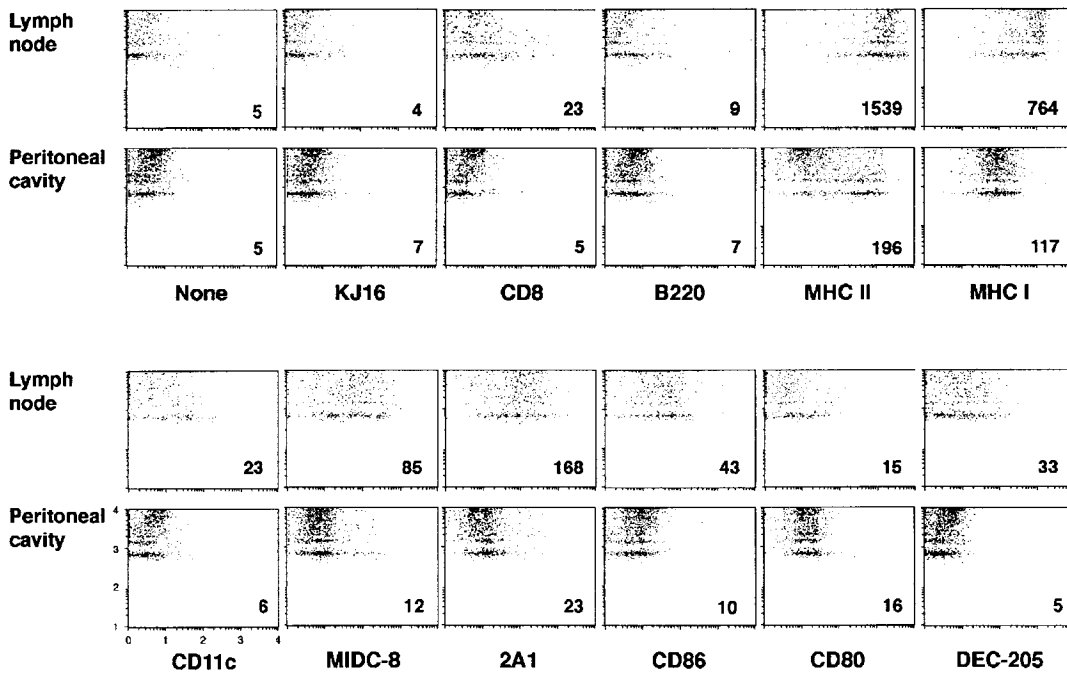 Lymph
node
5
4
23
9
1539
764
Peritoneal
cavity
5
7
5
7
196
117
None
KJ16
CD8
B220
MHC II
MHC I
Lymph
node
23
85
168
43
15
33
Peritoneal
cavity
4
3
2
1
6
12
23
10
16
5
0
1
2
3
4
CD11c
MIDC-8
2A1
CD86
CD80
DEC-205